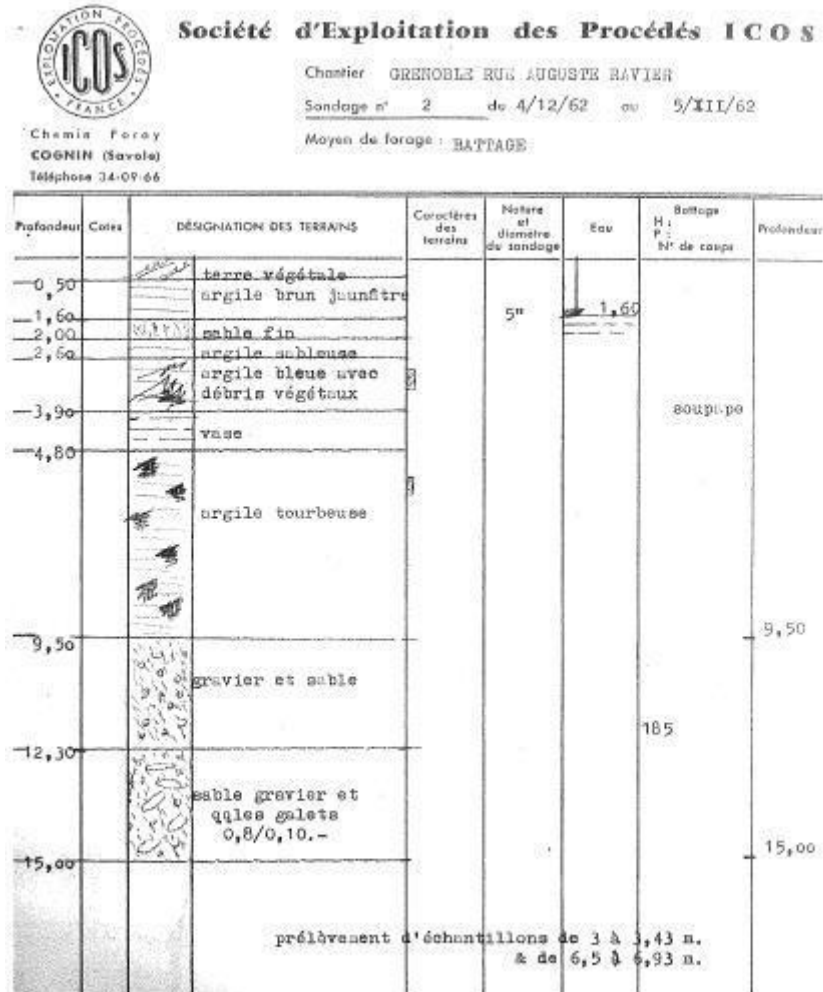 EXPLOITATION PROCÉDÉS
ICOS
FRANCE
Société d'Exploitation des Procédés ICOS
Chantier GRENOBLE RUE AUGUSTE RAVIER
Sondage n° 2 du 4/12/62 au 5/XII/62
Moyen de forage : BATTAGE
Chemin Foray
COGNIN (Savoie)
Téléphone 34-09-66
Profondeur Cotes DÉSIGNATION DES TERRAINS Caractères des terrains Nature et diamètre du sondage Eau Battage H : P : N° de coups Profondeur
0,50 terre végétale
argile brun jaunâtre
1,60 5" 1,60
2,00 sable fin
2,60 argile sableuse
argile bleue avec
débris végétaux
3,90 soupape
vase
4,80
argile tourbeuse
9,50 9,50
gravier et sable
185
12,30
sable gravier et
qqles galets
0,8/0,10.-
15,00 15,00
prélèvement d'échantillons de 3 à 3,43 m.
& de 6,5 à 6,93 m.